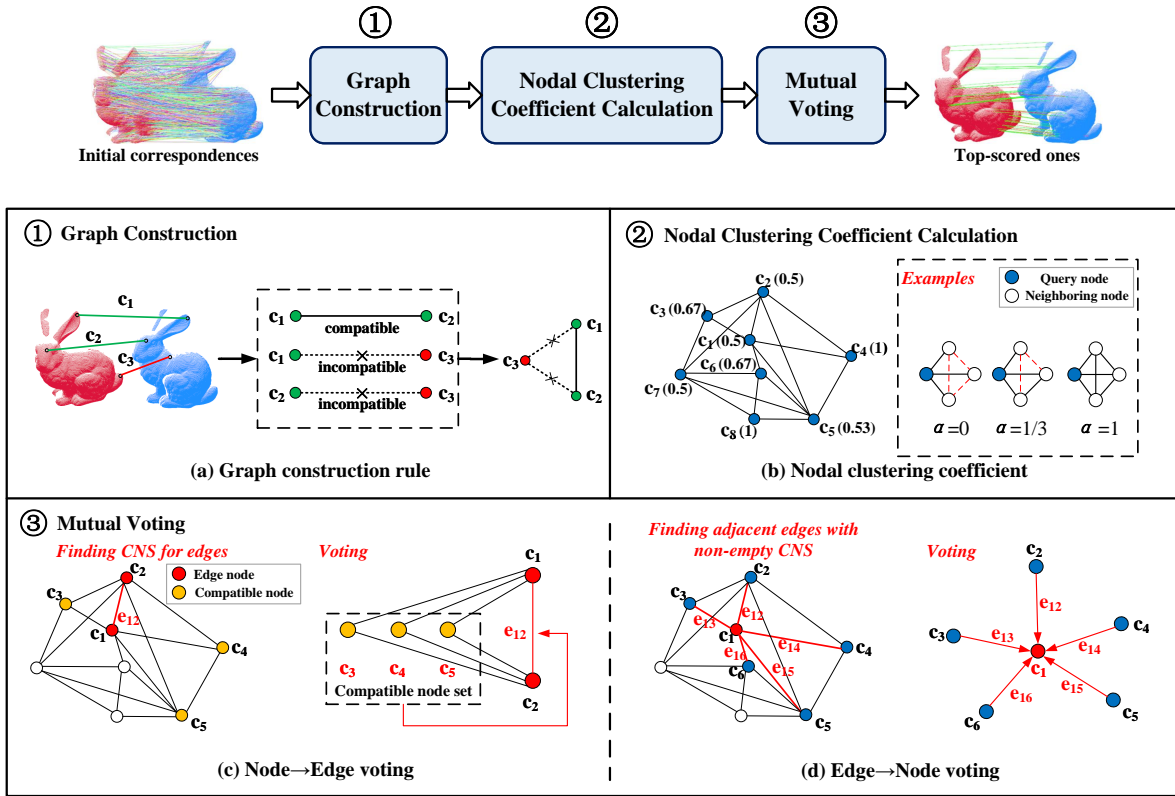 ① ② ③
Graph
Construction
Nodal Clustering
Coefficient Calculation
Mutual
Voting
Initial correspondences
Top-scored ones
① Graph Construction
c1
c2
c3
c1 compatible c2
c1 incompatible c3
c2 incompatible c3
c1
c3
c2
(a) Graph construction rule
② Nodal Clustering Coefficient Calculation
c2 (0.5)
c3 (0.67)
c1 (0.5)
c4 (1)
c6 (0.67)
c7 (0.5)
c8 (1)
c5 (0.53)
Examples
Query node
Neighboring node
α=0
α=1/3
α=1
(b) Nodal clustering coefficient
③ Mutual Voting
Finding CNS for edges
Edge node
Compatible node
c2
c3
e12
c1
c4
c5
Voting
c1
e12
c3 c4 c5
Compatible node set
c2
(c) Node→Edge voting
Finding adjacent edges with
non-empty CNS
c2
c3
e12
e13
c1
e14
e16
c4
c6
e15
c5
Voting
c2
e12
c4
c3
e13
e14
c1
e16
e15
c6
c5
(d) Edge→Node voting